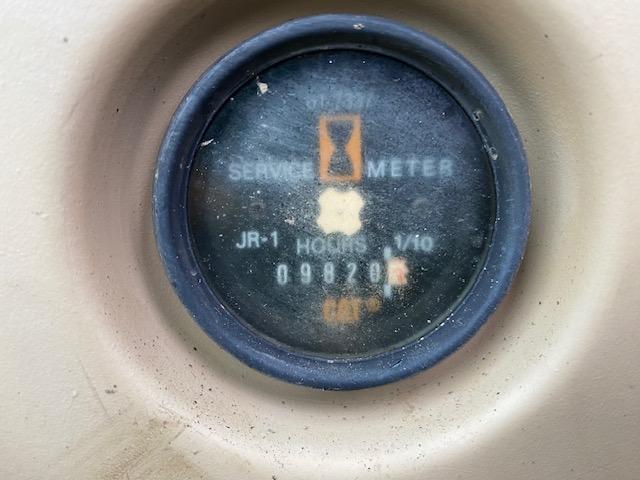 SERVICE METER
JR-1 HOURS 1/10
09820
CAT®